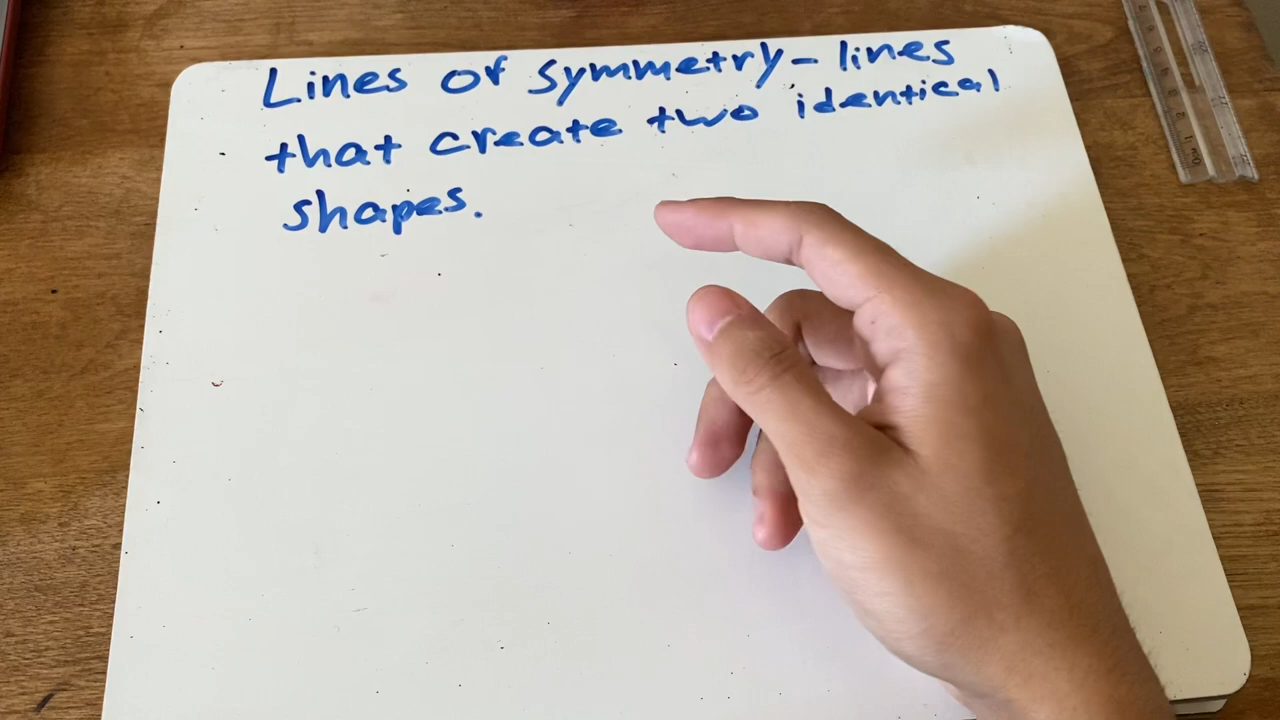 Lines of symmetry - lines
that create two identical
shapes.